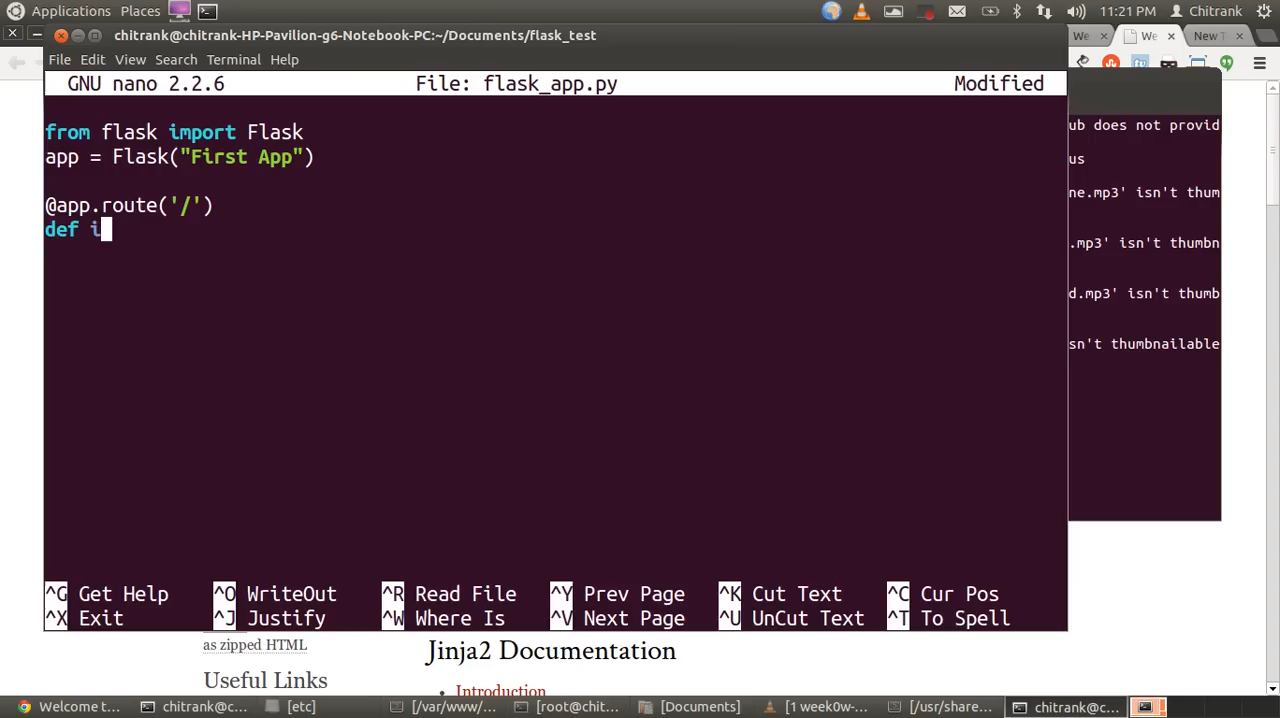 Applications Places 11:21 PM Chitrank
chitrank@chitrank-HP-Pavilion-g6-Notebook-PC:~/Documents/flask_test
We We New T
File Edit View Search Terminal Help
GNU nano 2.2.6 File: flask_app.py Modified
from flask import Flask
app = Flask("First App")
@app.route('/')
def i
ub does not provid
us
ne.mp3' isn't thum
.mp3' isn't thumbn
d.mp3' isn't thumb
sn't thumbnailable
^G Get Help ^O WriteOut ^R Read File ^Y Prev Page ^K Cut Text ^C Cur Pos
^X Exit ^J Justify ^W Where Is ^V Next Page ^U UnCut Text ^T To Spell
as zipped HTML
Useful Links
Jinja2 Documentation
Introduction
Welcome t... chitrank@c... [etc] [/var/www/... [root@chit... [Documents] [1 week0w-... [/usr/share... chitrank@c...